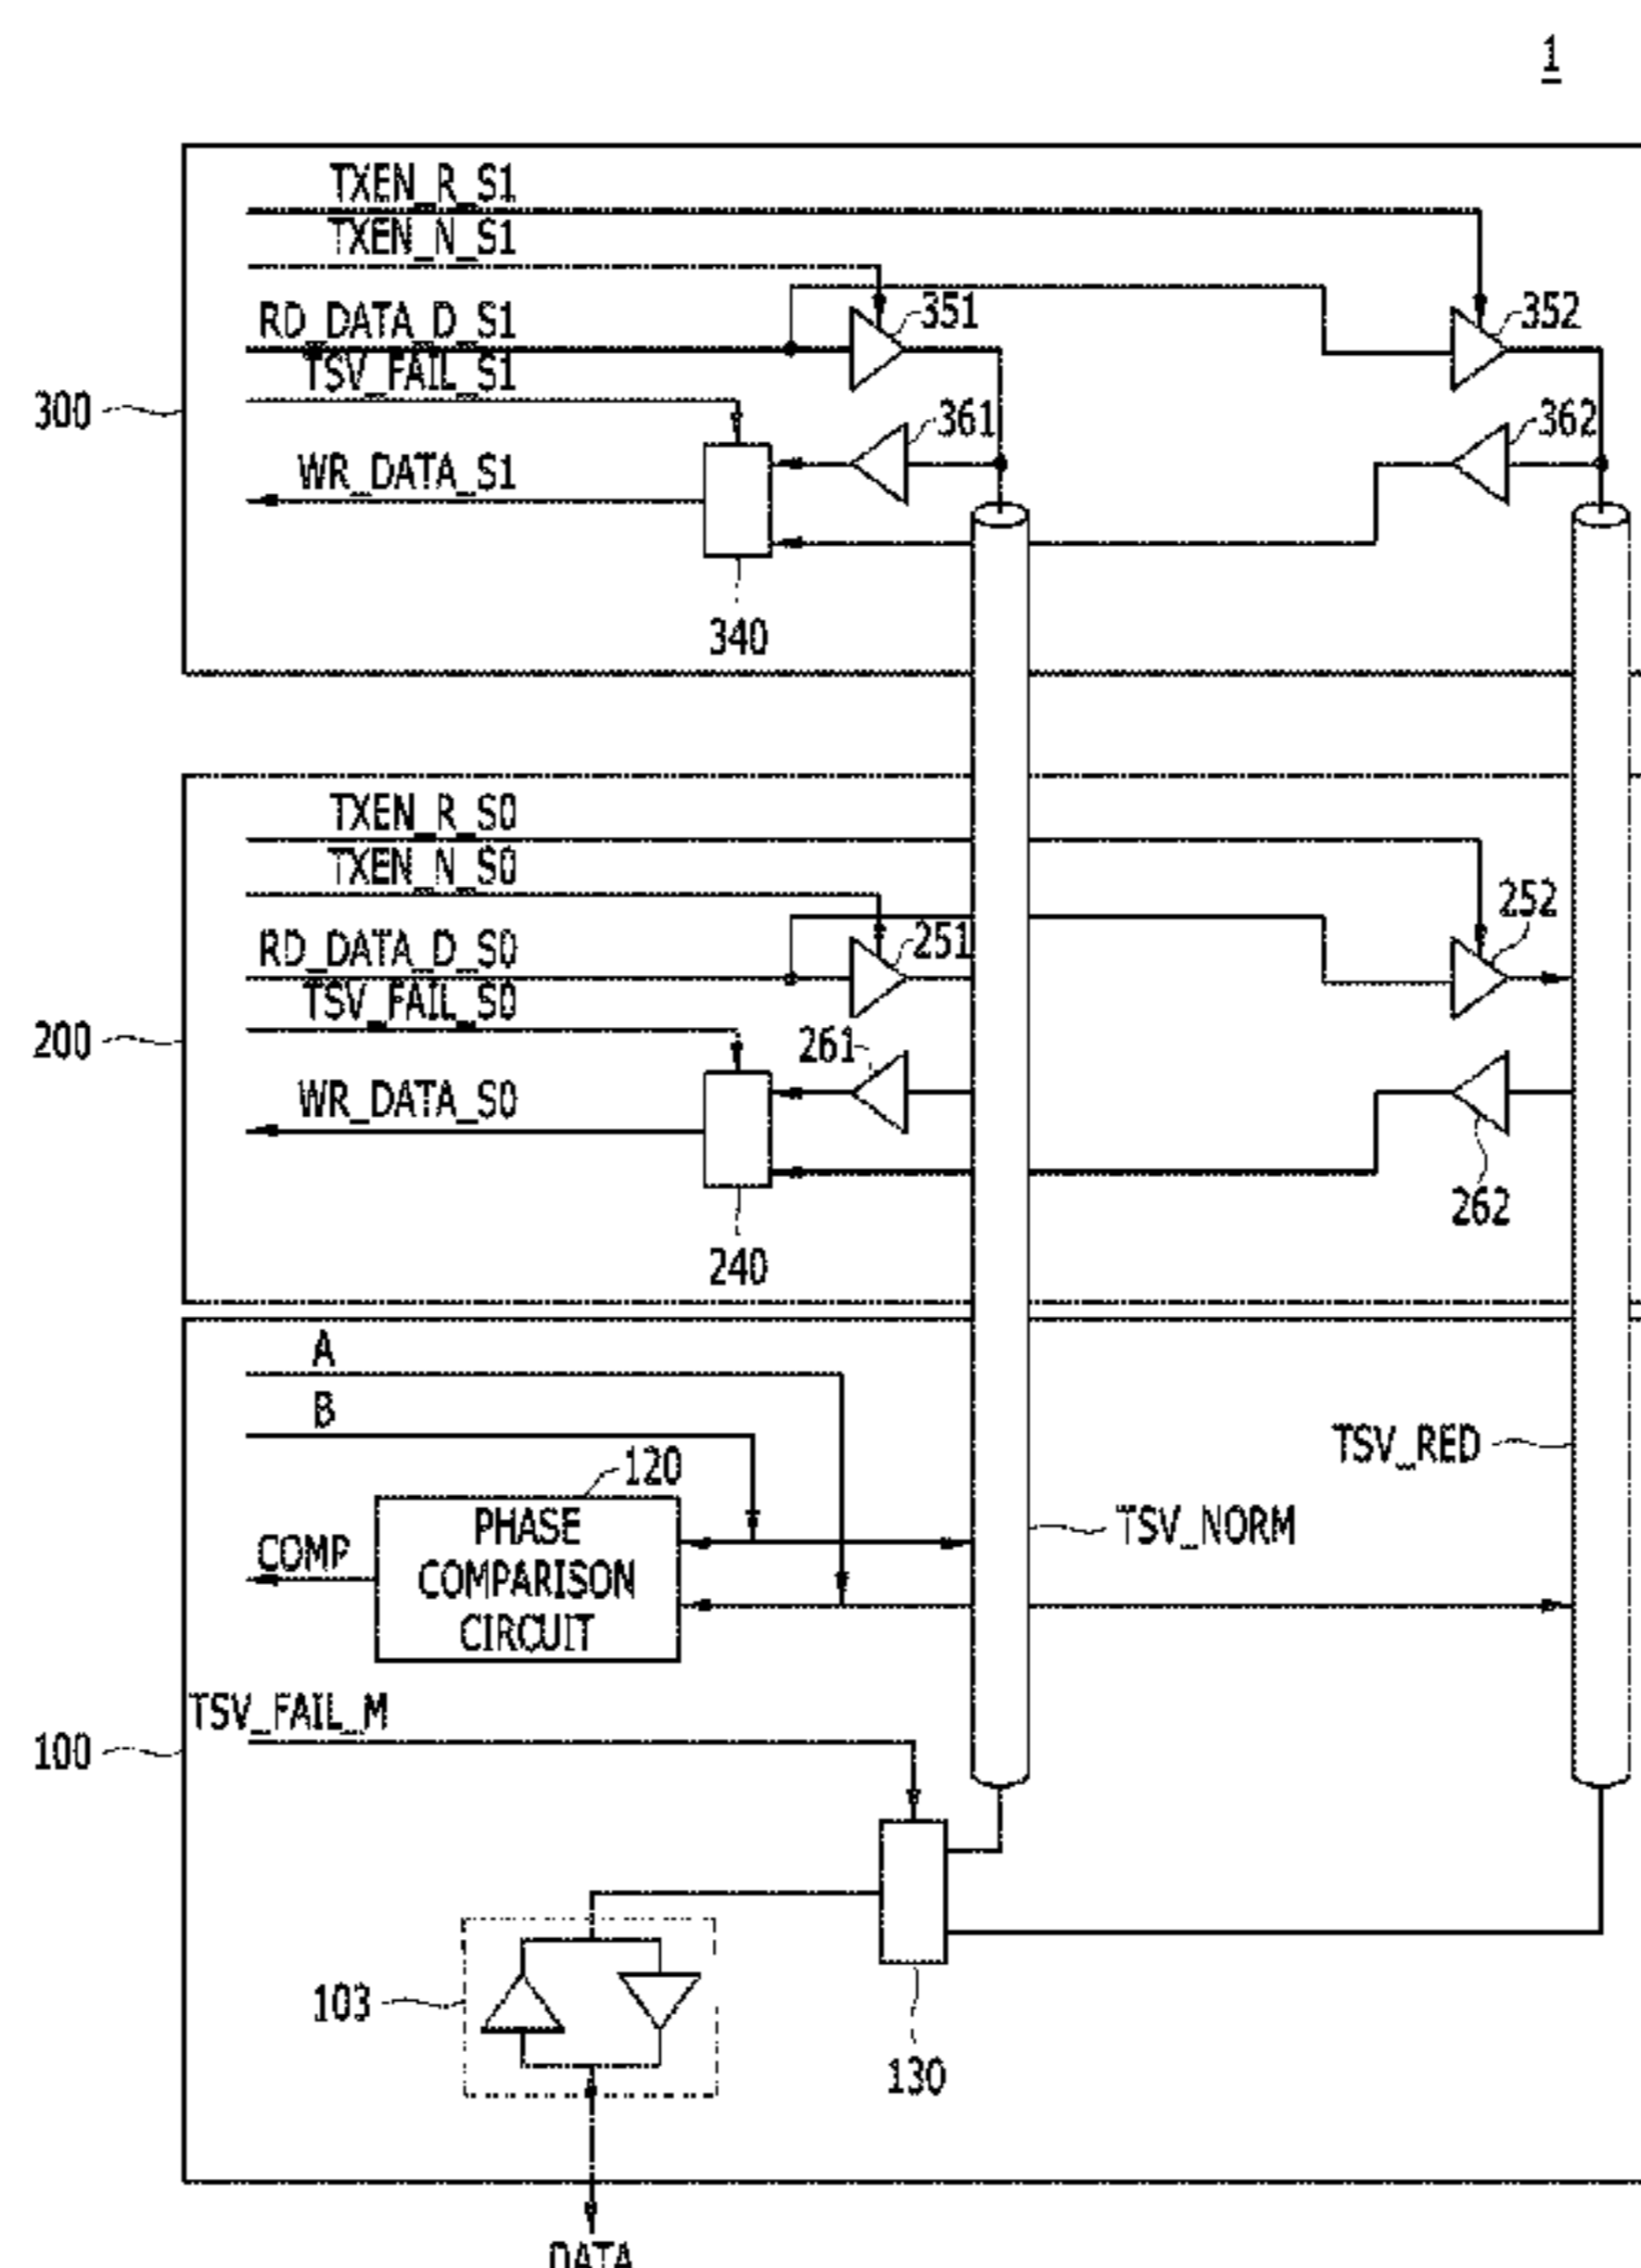 1
TXEN_R_S1
TXEN_N_S1
RD_DATA_D_S1
351
352
TSV_FAIL_S1
300
361
362
WR_DATA_S1
340
TXEN_R_S0
TXEN_N_S0
252
RD_DATA_D_S0
251
TSV_FAIL_S0
200
261
WR_DATA_S0
262
240
A
B
TSV_RED
120
PHASE
COMPARISON
CIRCUIT
TSV_NORM
COMP
TSV_FAIL_M
100
103
130
DATA